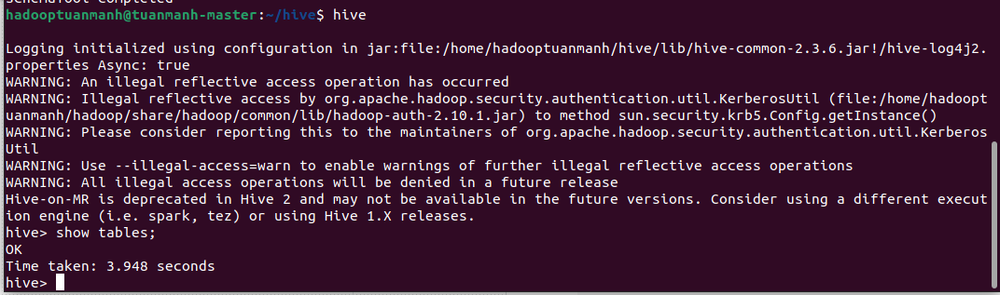 SchemaTool completed
hadooptuanmanh@tuanmanh-master:~/hive$ hive
Logging initialized using configuration in jar:file:/home/hadooptuanmanh/hive/lib/hive-common-2.3.6.jar!/hive-log4j2.
properties Async: true
WARNING: An illegal reflective access operation has occurred
WARNING: Illegal reflective access by org.apache.hadoop.security.authentication.util.KerberosUtil (file:/home/hadoopt
uanmanh/hadoop/share/hadoop/common/lib/hadoop-auth-2.10.1.jar) to method sun.security.krb5.Config.getInstance()
WARNING: Please consider reporting this to the maintainers of org.apache.hadoop.security.authentication.util.Kerberos
Util
WARNING: Use --illegal-access=warn to enable warnings of further illegal reflective access operations
WARNING: All illegal access operations will be denied in a future release
Hive-on-MR is deprecated in Hive 2 and may not be available in the future versions. Consider using a different execut
ion engine (i.e. spark, tez) or using Hive 1.X releases.
hive> show tables;
OK
Time taken: 3.948 seconds
hive>